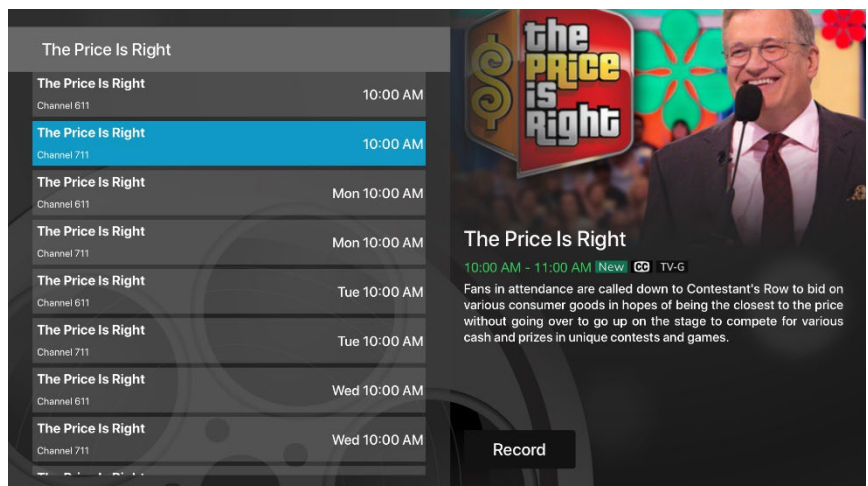 The Price Is Right
The Price Is Right
Channel 611
10:00 AM
The Price Is Right
Channel 711
10:00 AM
The Price Is Right
Channel 611
Mon 10:00 AM
The Price Is Right
Channel 711
Mon 10:00 AM
The Price Is Right
Channel 611
Tue 10:00 AM
The Price Is Right
Channel 711
Tue 10:00 AM
The Price Is Right
Channel 611
Wed 10:00 AM
The Price Is Right
Channel 711
Wed 10:00 AM
the
PRiCE
iS
Right
$
The Price Is Right
10:00 AM - 11:00 AM New CC TV-G
Fans in attendance are called down to Contestant's Row to bid on
various consumer goods in hopes of being the closest to the price
without going over to go up on the stage to compete for various
cash and prizes in unique contests and games.
Record